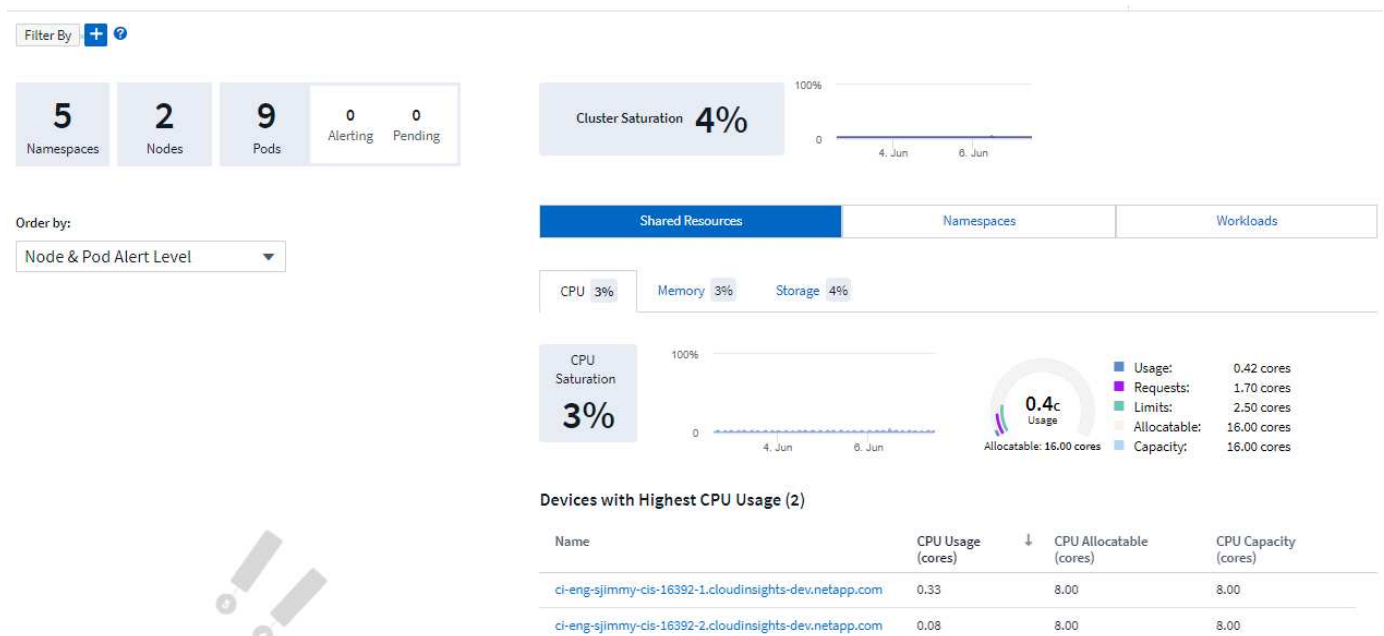 Filter By + ?
5
Namespaces
2
Nodes
9
Pods
0
Alerting
0
Pending
Cluster Saturation 4%
100%
0
4. Jun 6. Jun
Order by:
Node & Pod Alert Level
Shared Resources Namespaces Workloads
CPU 3% Memory 3% Storage 4%
CPU
Saturation
3%
100%
0
4. Jun 6. Jun
0.4c
Usage
Allocatable: 16.00 cores
Usage: 0.42 cores
Requests: 1.70 cores
Limits: 2.50 cores
Allocatable: 16.00 cores
Capacity: 16.00 cores
Devices with Highest CPU Usage (2)
Name CPU Usage (cores) ↓ CPU Allocatable (cores) CPU Capacity (cores)
ci-eng-sjimmy-cis-16392-1.cloudinsights-dev.netapp.com 0.33 8.00 8.00
ci-eng-sjimmy-cis-16392-2.cloudinsights-dev.netapp.com 0.08 8.00 8.00